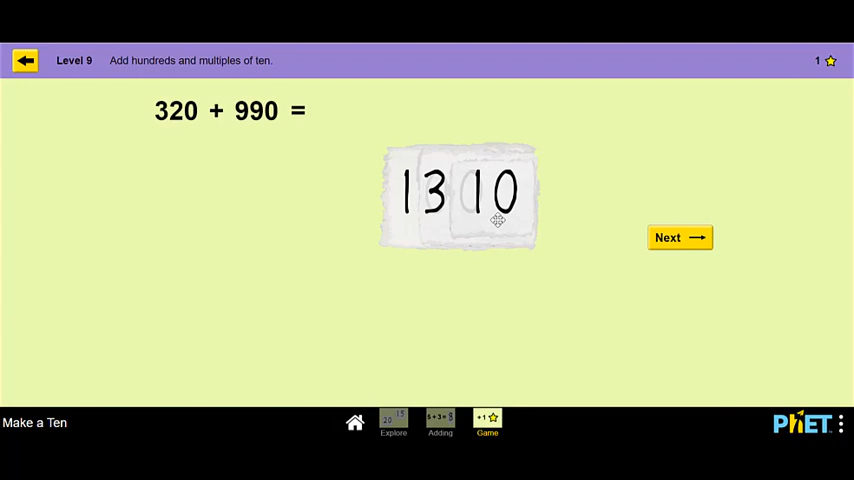 Level 9 Add hundreds and multiples of ten. 1
320 + 990 =
1310
Next
20 15
5+3=8
+1
Explore
Adding
Game
Make a Ten
PhET